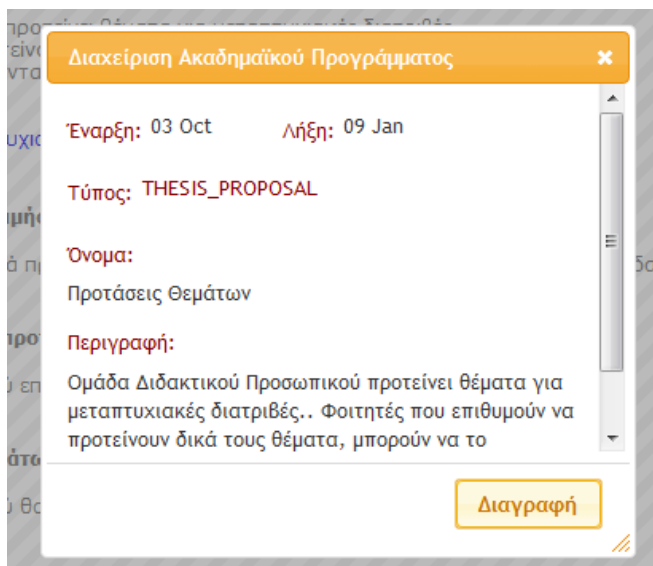 Διαχείριση Ακαδημαϊκού Προγράμματος
Έναρξη: 03 Oct Λήξη: 09 Jan
Τύπος: THESIS_PROPOSAL
Όνομα:
Προτάσεις Θεμάτων
Περιγραφή:
Ομάδα Διδακτικού Προσωπικού προτείνει θέματα για
μεταπτυχιακές διατριβές.. Φοιτητές που επιθυμούν να
προτείνουν δικά τους θέματα, μπορούν να το
Διαγραφή